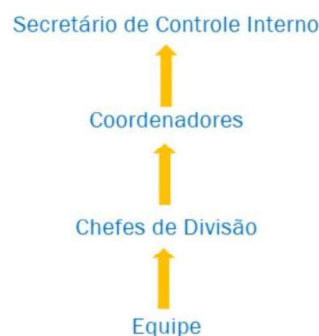 Secretário de Controle Interno
Coordenadores
Chefes de Divisão
Equipe